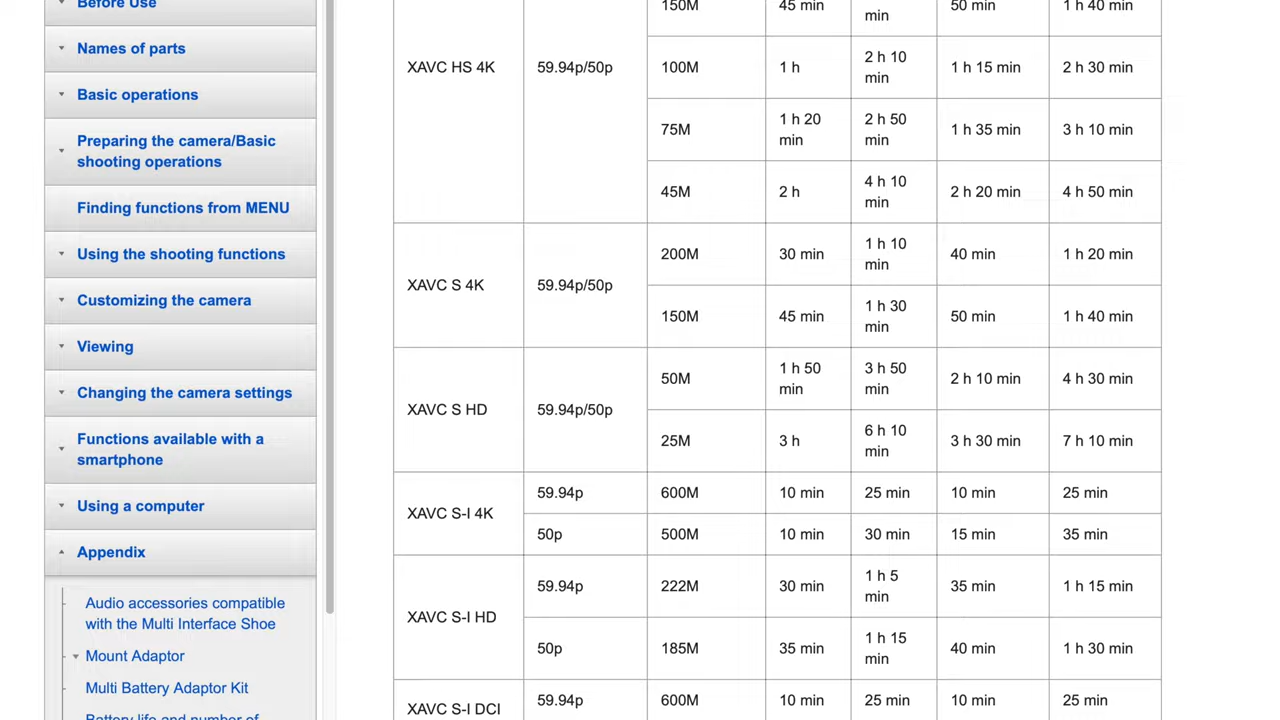 Before Use
Names of parts
Basic operations
Preparing the camera/Basic
shooting operations
Finding functions from MENU
Using the shooting functions
Customizing the camera
Viewing
Changing the camera settings
Functions available with a
smartphone
Using a computer
Appendix
Audio accessories compatible
with the Multi Interface Shoe
Mount Adaptor
Multi Battery Adaptor Kit
Battery life and number of
150M 45 min min 50 min 1 h 40 min
XAVC HS 4K 59.94p/50p 100M 1 h 2 h 10 min 1 h 15 min 2 h 30 min
75M 1 h 20 min 2 h 50 min 1 h 35 min 3 h 10 min
45M 2 h 4 h 10 min 2 h 20 min 4 h 50 min
XAVC S 4K 59.94p/50p 200M 30 min 1 h 10 min 40 min 1 h 20 min
150M 45 min 1 h 30 min 50 min 1 h 40 min
XAVC S HD 59.94p/50p 50M 1 h 50 min 3 h 50 min 2 h 10 min 4 h 30 min
25M 3 h 6 h 10 min 3 h 30 min 7 h 10 min
XAVC S-I 4K 59.94p 600M 10 min 25 min 10 min 25 min
50p 500M 10 min 30 min 15 min 35 min
XAVC S-I HD 59.94p 222M 30 min 1 h 5 min 35 min 1 h 15 min
50p 185M 35 min 1 h 15 min 40 min 1 h 30 min
XAVC S-I DCI 59.94p 600M 10 min 25 min 10 min 25 min